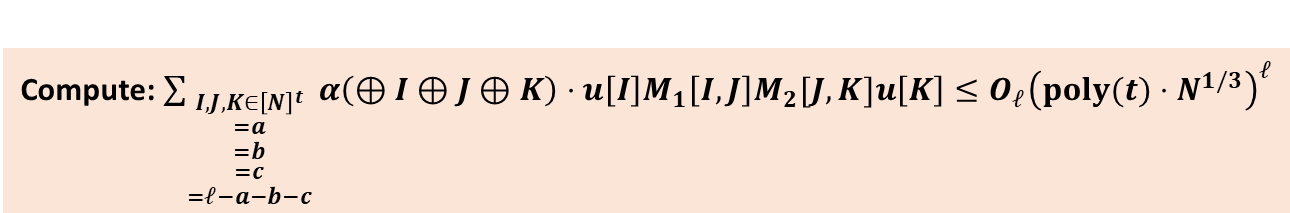 Compute: ∑ I,J,K∈[N]ᵗ α(⊕ I ⊕ J ⊕ K) · u[I]M₁[I,J]M₂[J,K]u[K] ≤ O_ℓ(poly(t) · N^{1/3})^ℓ
=a
=b
=c
=ℓ−a−b−c